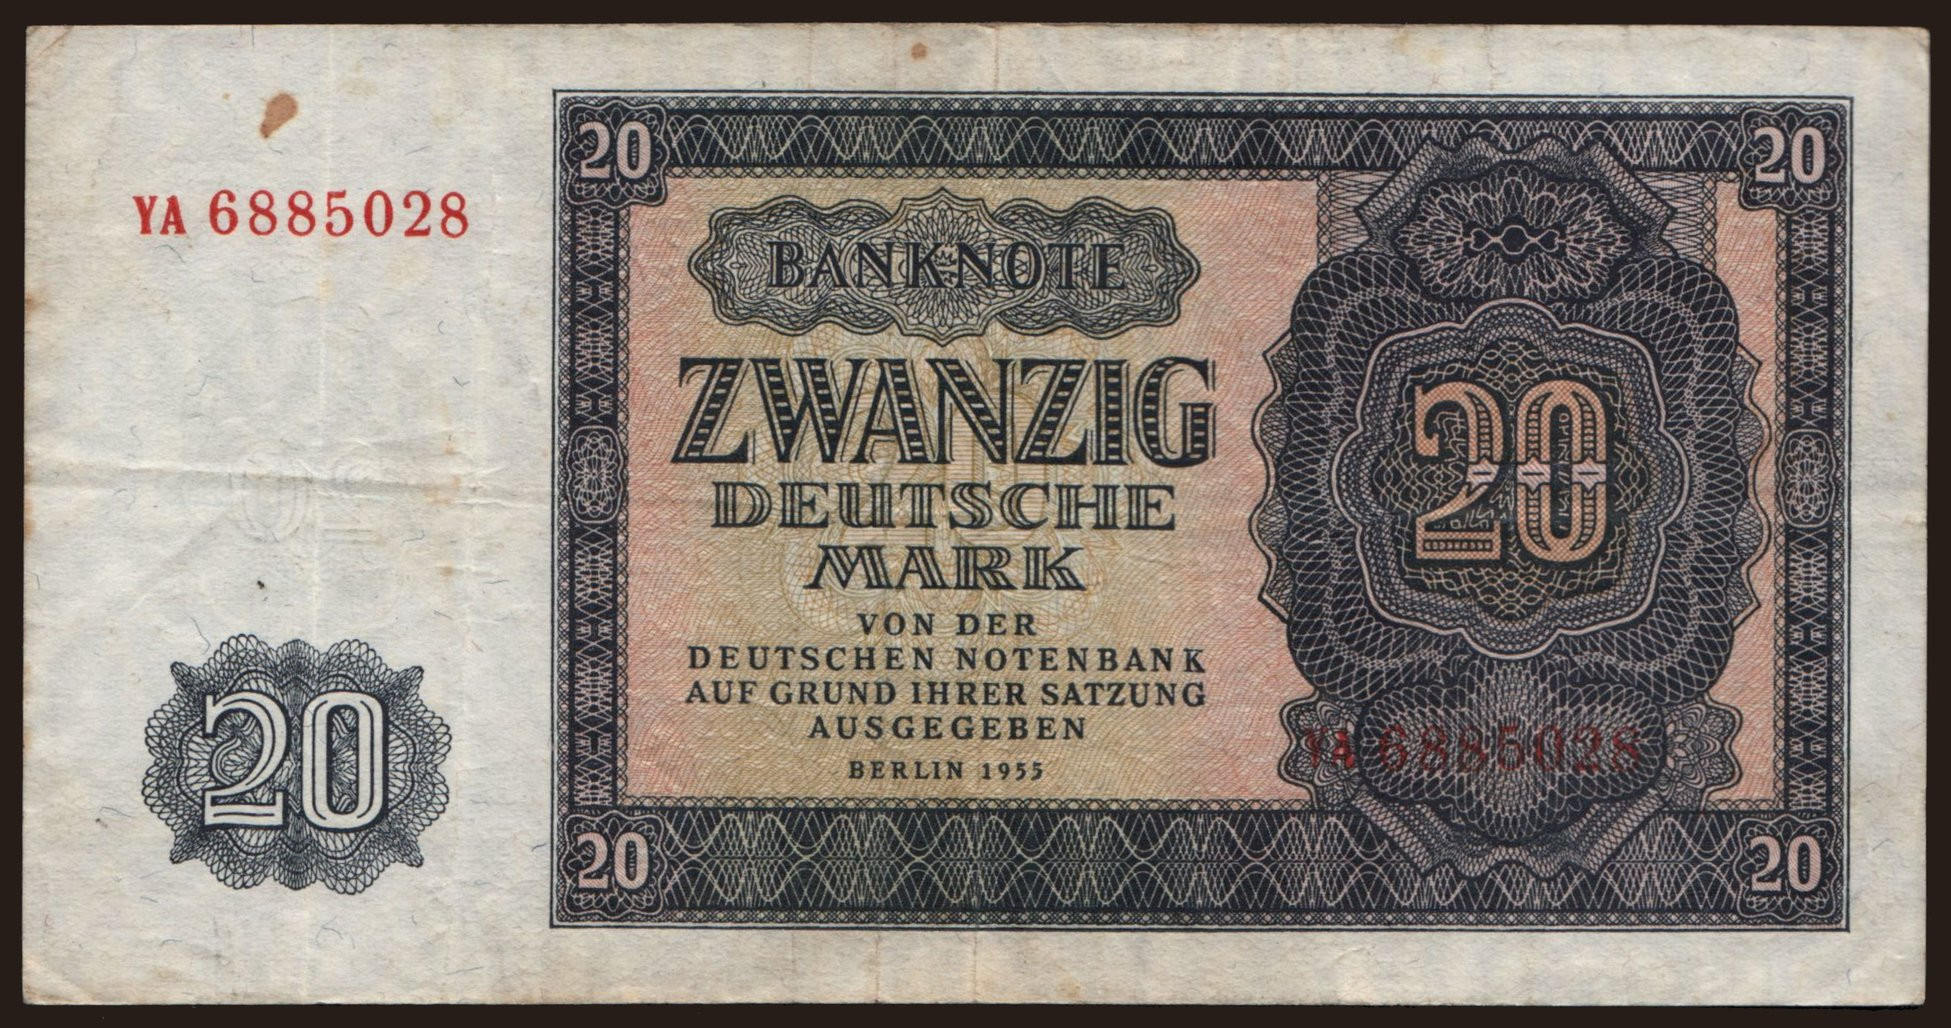 20
20
YA 6885028
BANKNOTE
ZWANZIG
DEUTSCHE
MARK
20
VON DER
DEUTSCHEN NOTENBANK
AUF GRUND IHRER SATZUNG
AUSGEGEBEN
BERLIN 1955
20
YA 6885028
20
20